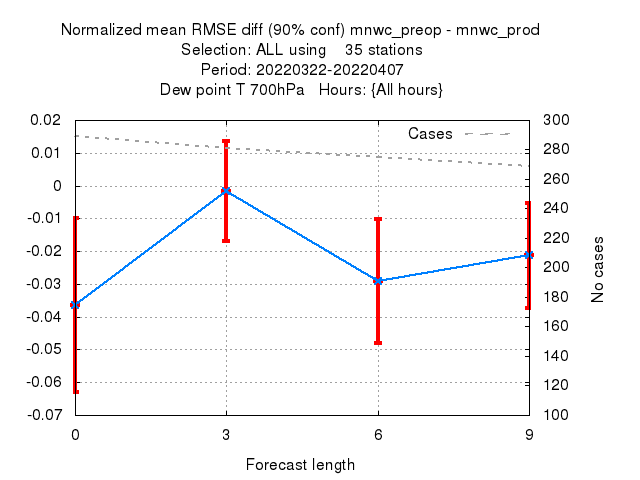 Normalized mean RMSE diff (90% conf) mnwc_preop - mnwc_prod
Selection: ALL using    35 stations
Period: 20220322-20220407
Dew point T 700hPa   Hours: {All hours}
Cases
0.02
0.01
0
-0.01
-0.02
-0.03
-0.04
-0.05
-0.06
-0.07
300
280
260
240
220
200
180
160
140
120
100
No cases
0 3 6 9
Forecast length